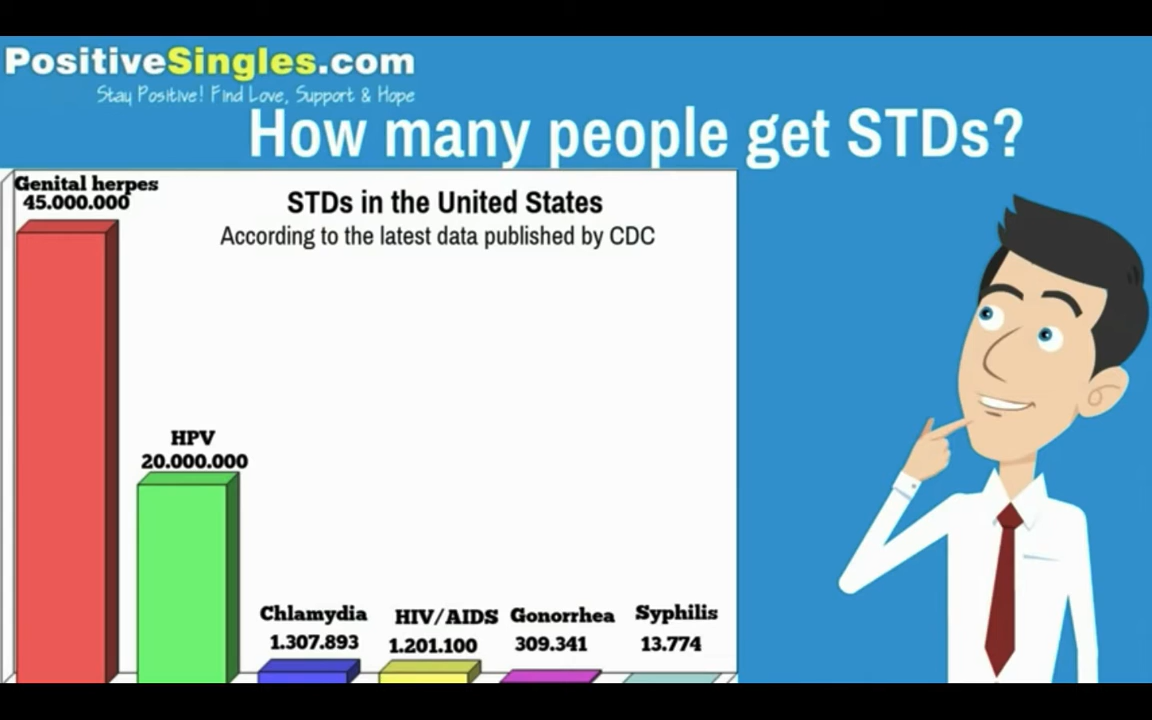 PositiveSingles.com
Stay Positive! Find Love, Support & Hope
How many people get STDs?
STDs in the United States
According to the latest data published by CDC
Genital herpes
45.000.000
HPV
20.000.000
Chlamydia
1.307.893
HIV/AIDS
1.201.100
Gonorrhea
309.341
Syphilis
13.774